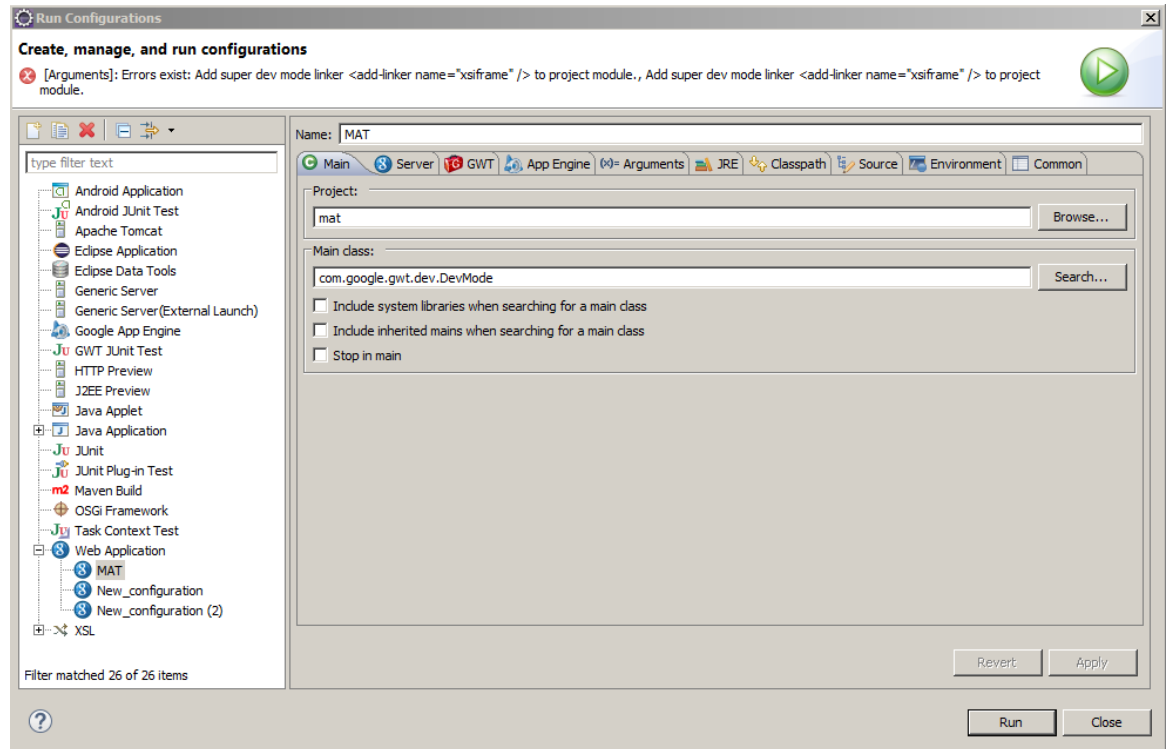 Run Configurations
Create, manage, and run configurations
[Arguments]: Errors exist: Add super dev mode linker <add-linker name="xsiframe" /> to project module., Add super dev mode linker <add-linker name="xsiframe" /> to project
module.
type filter text
Android Application
Android JUnit Test
Apache Tomcat
Eclipse Application
Eclipse Data Tools
Generic Server
Generic Server(External Launch)
Google App Engine
GWT JUnit Test
HTTP Preview
J2EE Preview
Java Applet
Java Application
JUnit
JUnit Plug-in Test
m2 Maven Build
OSGi Framework
Task Context Test
Web Application
MAT
New_configuration
New_configuration (2)
XSL
Filter matched 26 of 26 items
Name: MAT
Main Server GWT App Engine (x)= Arguments JRE Classpath Source Environment Common
Project:
mat Browse...
Main class:
com.google.gwt.dev.DevMode Search...
Include system libraries when searching for a main class
Include inherited mains when searching for a main class
Stop in main
Revert Apply
Run Close